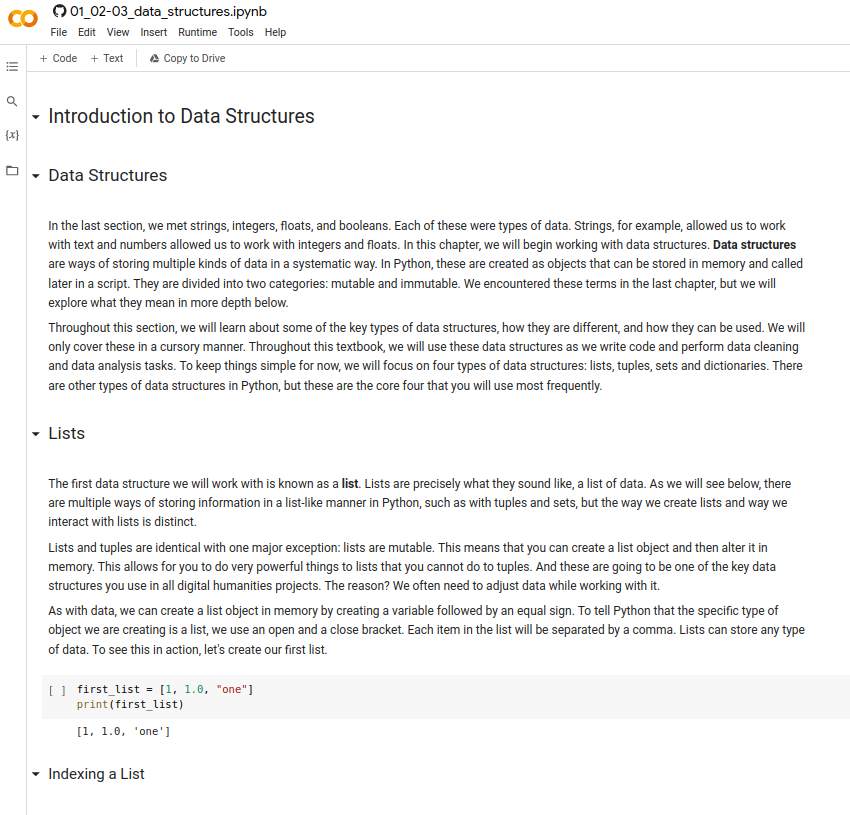 01_02-03_data_structures.ipynb
File Edit View Insert Runtime Tools Help
+ Code + Text Copy to Drive
Introduction to Data Structures
{x}
Data Structures
In the last section, we met strings, integers, floats, and booleans. Each of these were types of data. Strings, for example, allowed us to work
with text and numbers allowed us to work with integers and floats. In this chapter, we will begin working with data structures. Data structures
are ways of storing multiple kinds of data in a systematic way. In Python, these are created as objects that can be stored in memory and called
later in a script. They are divided into two categories: mutable and immutable. We encountered these terms in the last chapter, but we will
explore what they mean in more depth below.
Throughout this section, we will learn about some of the key types of data structures, how they are different, and how they can be used. We will
only cover these in a cursory manner. Throughout this textbook, we will use these data structures as we write code and perform data cleaning
and data analysis tasks. To keep things simple for now, we will focus on four types of data structures: lists, tuples, sets and dictionaries. There
are other types of data structures in Python, but these are the core four that you will use most frequently.
Lists
The first data structure we will work with is known as a list. Lists are precisely what they sound like, a list of data. As we will see below, there
are multiple ways of storing information in a list-like manner in Python, such as with tuples and sets, but the way we create lists and way we
interact with lists is distinct.
Lists and tuples are identical with one major exception: lists are mutable. This means that you can create a list object and then alter it in
memory. This allows for you to do very powerful things to lists that you cannot do to tuples. And these are going to be one of the key data
structures you use in all digital humanities projects. The reason? We often need to adjust data while working with it.
As with data, we can create a list object in memory by creating a variable followed by an equal sign. To tell Python that the specific type of
object we are creating is a list, we use an open and a close bracket. Each item in the list will be separated by a comma. Lists can store any type
of data. To see this in action, let's create our first list.
[ ] first_list = [1, 1.0, "one"]
print(first_list)
[1, 1.0, 'one']
Indexing a List